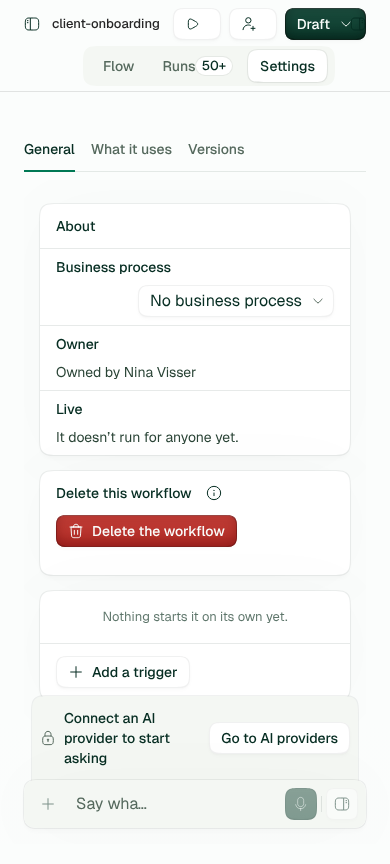 client-onboarding
Draft
Flow
Runs 50+
Settings
General
What it uses
Versions
About
Business process
No business process
Owner
Owned by Nina Visser
Live
It doesn’t run for anyone yet.
Delete this workflow
Delete the workflow
Nothing starts it on its own yet.
Add a trigger
Connect an AI
provider to start
asking
Go to AI providers
Say wha...